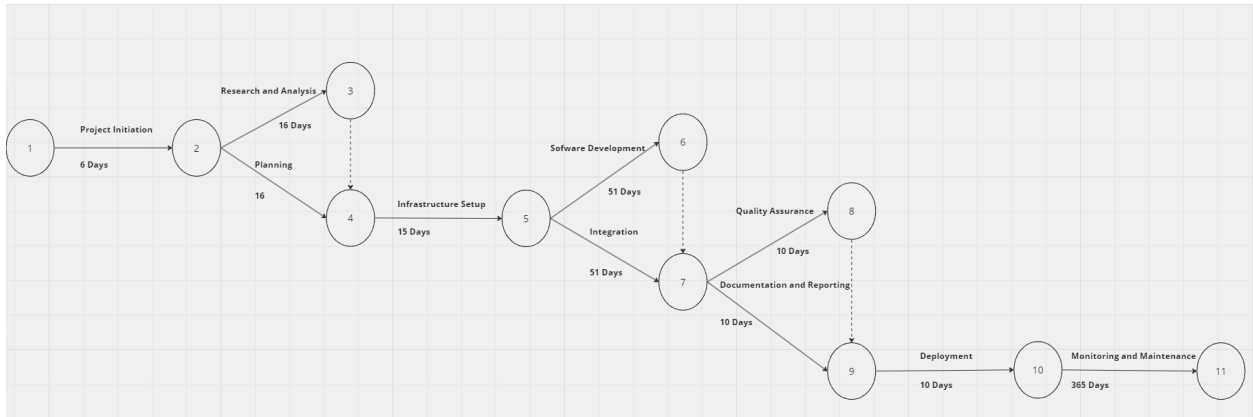 Research and Analysis
3
16 Days
Project Initiation
1
2
6 Days
Planning
16
4
Infrastructure Setup
15 Days
5
Sofware Development
6
51 Days
Integration
51 Days
7
Quality Assurance
8
10 Days
Documentation and Reporting
10 Days
9
Deployment
10 Days
10
Monitoring and Maintenance
365 Days
11